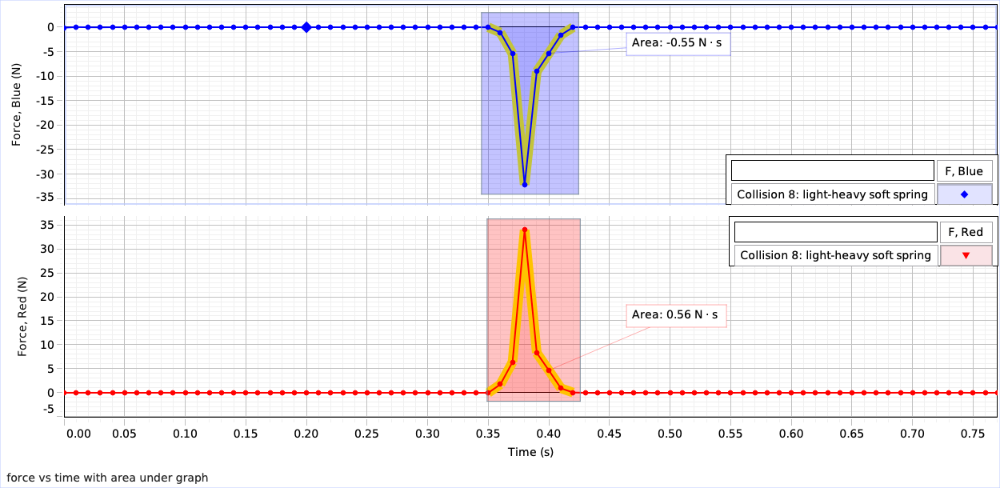 0
-5
-10
-15
-20
-25
-30
-35
Force, Blue (N)
Area: -0.55 N · s
F, Blue
Collision 8: light-heavy soft spring
35
30
25
20
15
10
5
0
-5
Force, Red (N)
F, Red
Collision 8: light-heavy soft spring
Area: 0.56 N · s
0.00 0.05 0.10 0.15 0.20 0.25 0.30 0.35 0.40 0.45 0.50 0.55 0.60 0.65 0.70 0.75
Time (s)
force vs time with area under graph